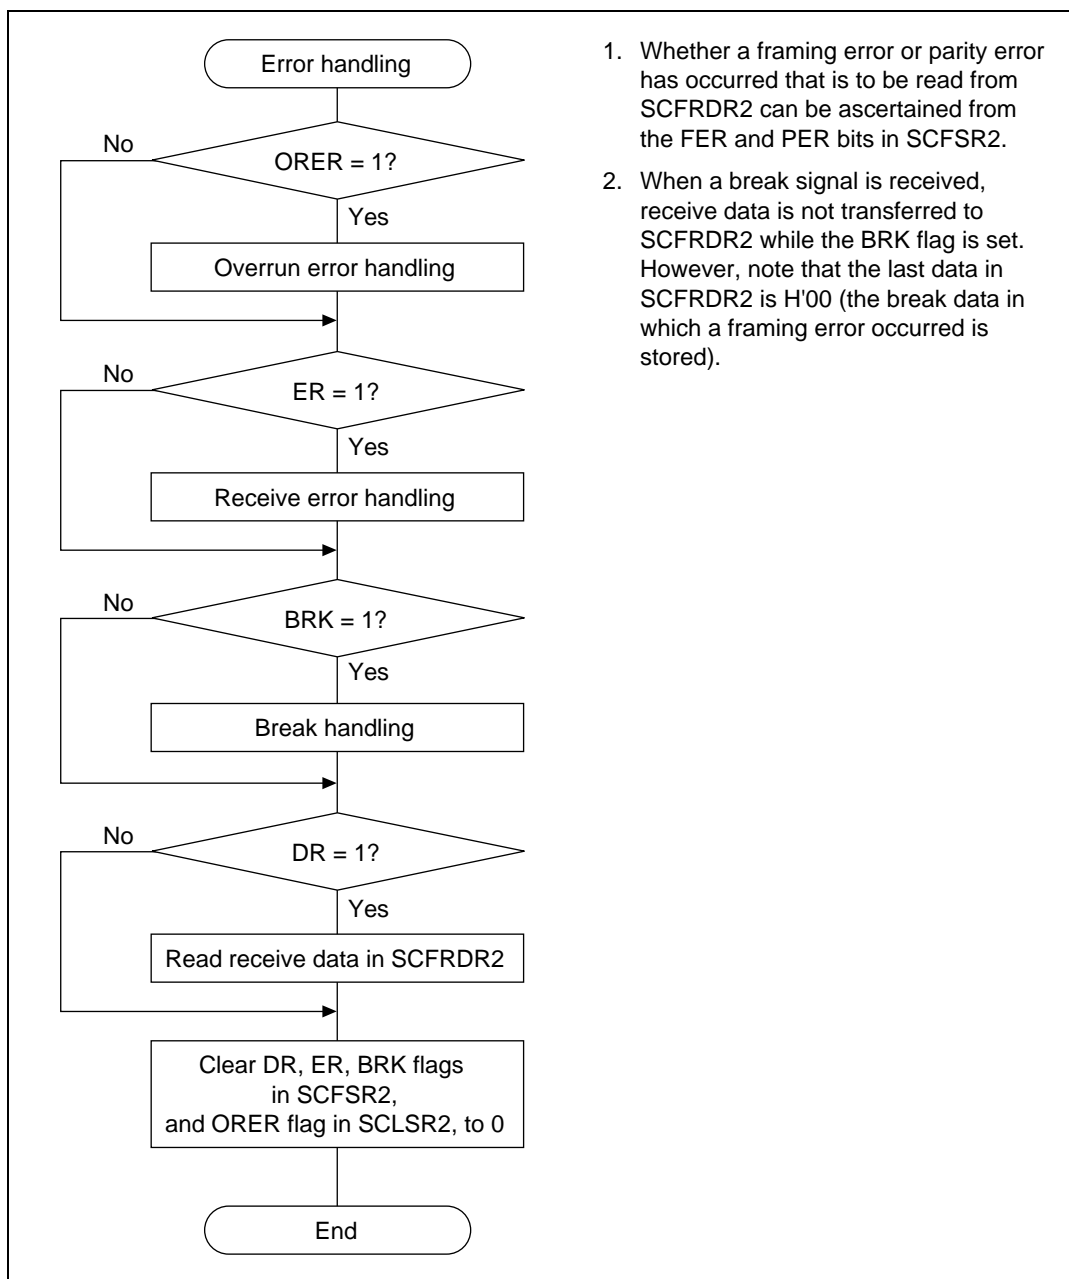 Error handling
No
ORER = 1?
Yes
Overrun error handling
No
ER = 1?
Yes
Receive error handling
No
BRK = 1?
Yes
Break handling
No
DR = 1?
Yes
Read receive data in SCFRDR2
Clear DR, ER, BRK flags
in SCFSR2,
and ORER flag in SCLSR2, to 0
End
1. Whether a framing error or parity error
has occurred that is to be read from
SCFRDR2 can be ascertained from
the FER and PER bits in SCFSR2.
2. When a break signal is received,
receive data is not transferred to
SCFRDR2 while the BRK flag is set.
However, note that the last data in
SCFRDR2 is H'00 (the break data in
which a framing error occurred is
stored).